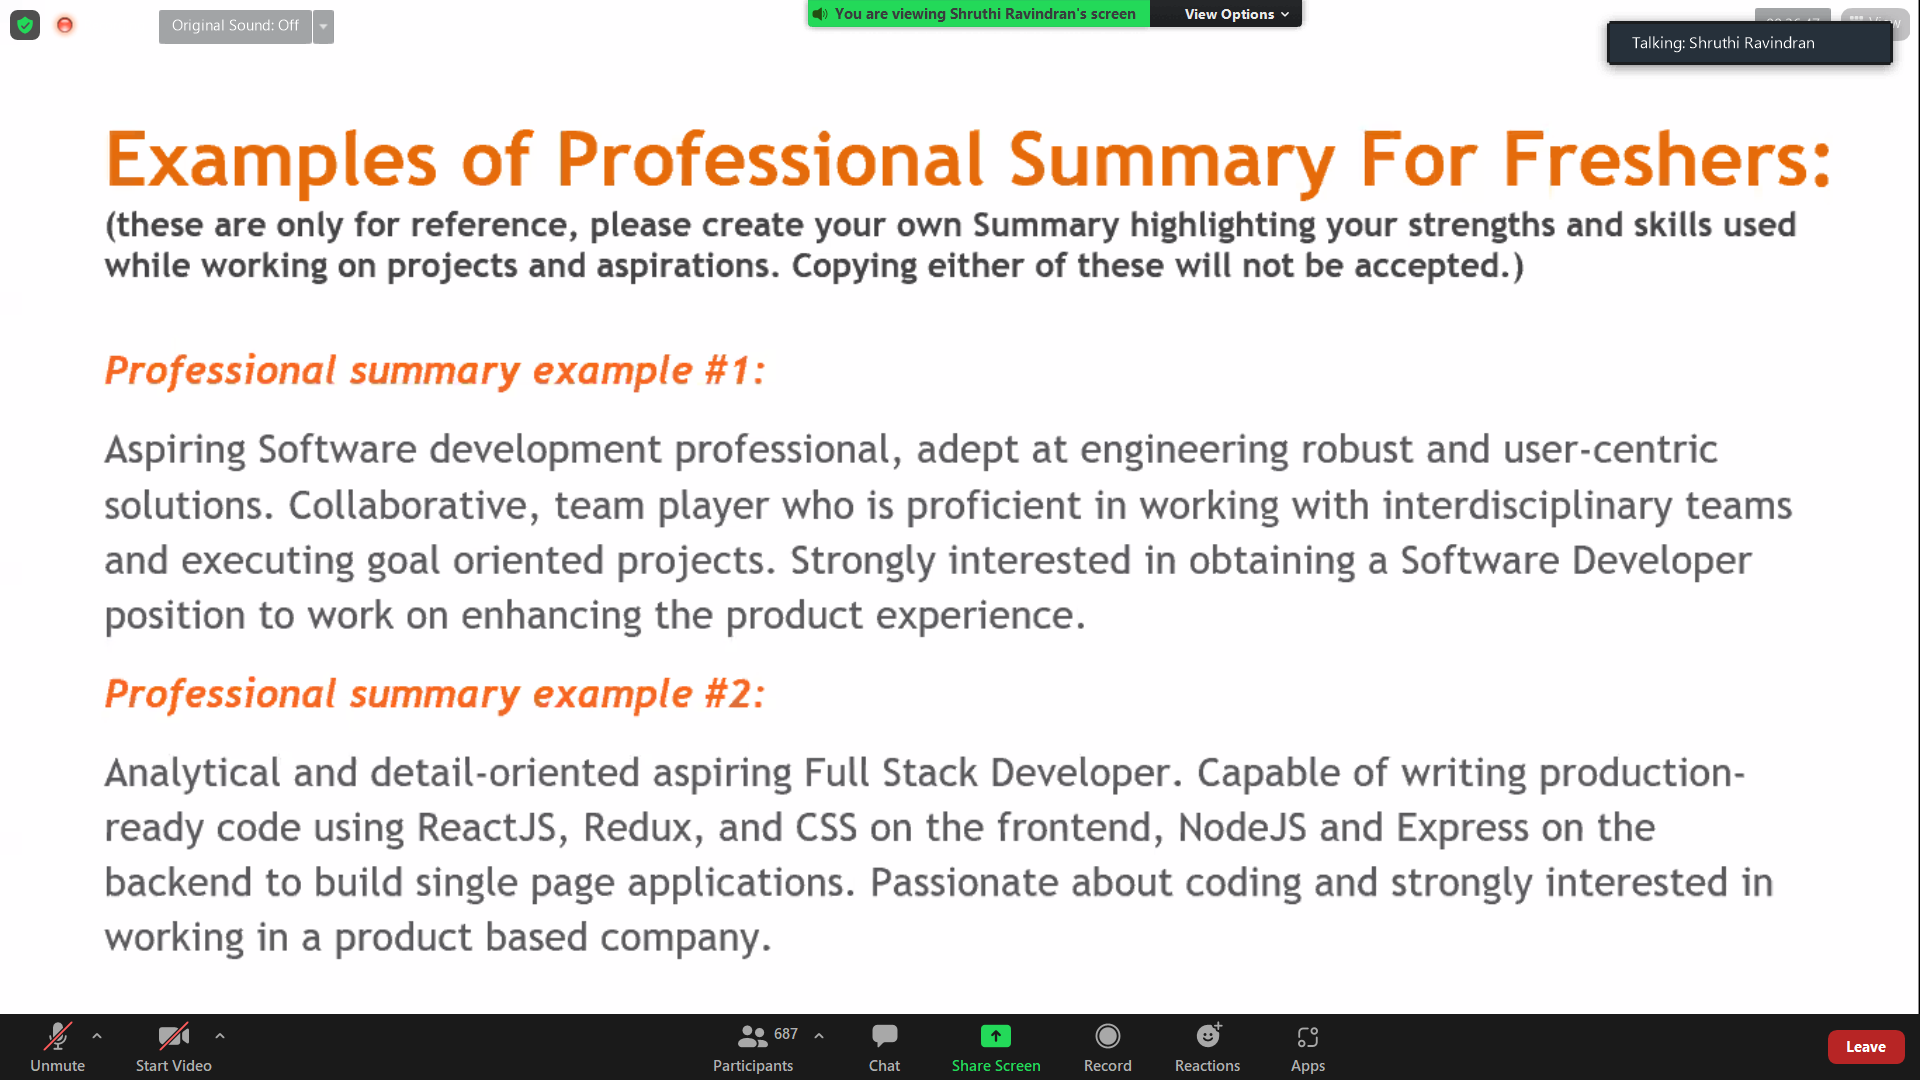 Original Sound: Off
You are viewing Shruthi Ravindran's screen
View Options
View
Talking: Shruthi Ravindran
Examples of Professional Summary For Freshers:
(these are only for reference, please create your own Summary highlighting your strengths and skills used
while working on projects and aspirations. Copying either of these will not be accepted.)
Professional summary example #1:
Aspiring Software development professional, adept at engineering robust and user-centric
solutions. Collaborative, team player who is proficient in working with interdisciplinary teams
and executing goal oriented projects. Strongly interested in obtaining a Software Developer
position to work on enhancing the product experience.
Professional summary example #2:
Analytical and detail-oriented aspiring Full Stack Developer. Capable of writing production-
ready code using ReactJS, Redux, and CSS on the frontend, NodeJS and Express on the
backend to build single page applications. Passionate about coding and strongly interested in
working in a product based company.
Unmute
Start Video
687
Participants
Chat
Share Screen
Record
Reactions
Apps
Leave